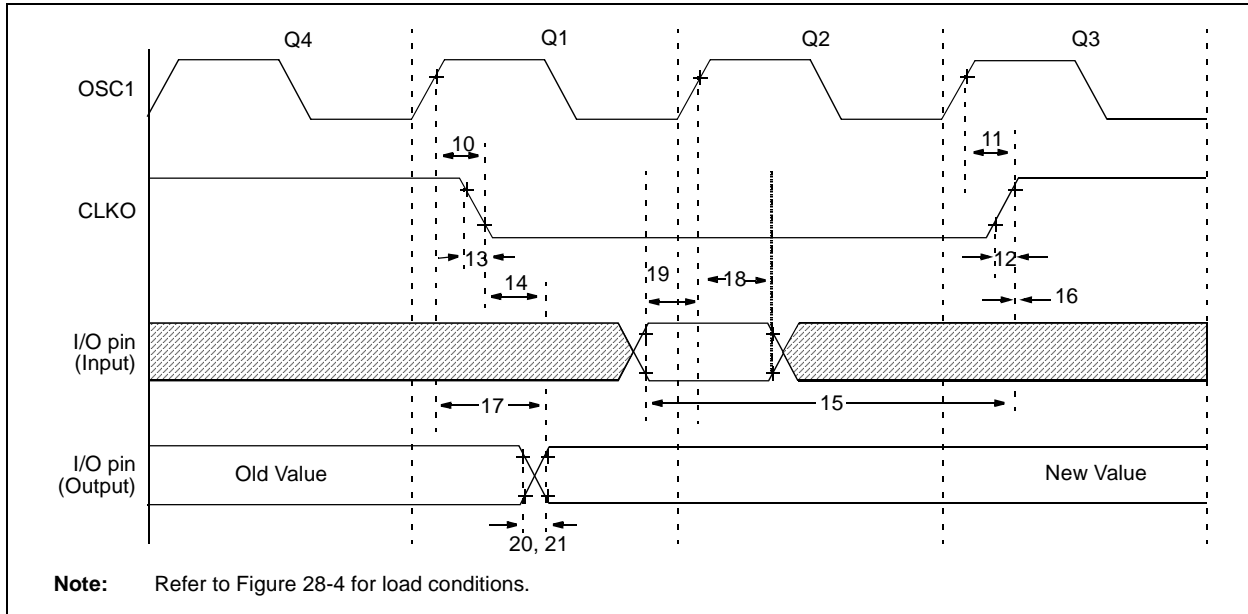 Q4 Q1 Q2 Q3
OSC1
10 11
CLKO
13 12
14 19 18 16
I/O pin
(Input)
17 15
I/O pin
(Output)
Old Value New Value
20, 21
Note: Refer to Figure 28-4 for load conditions.